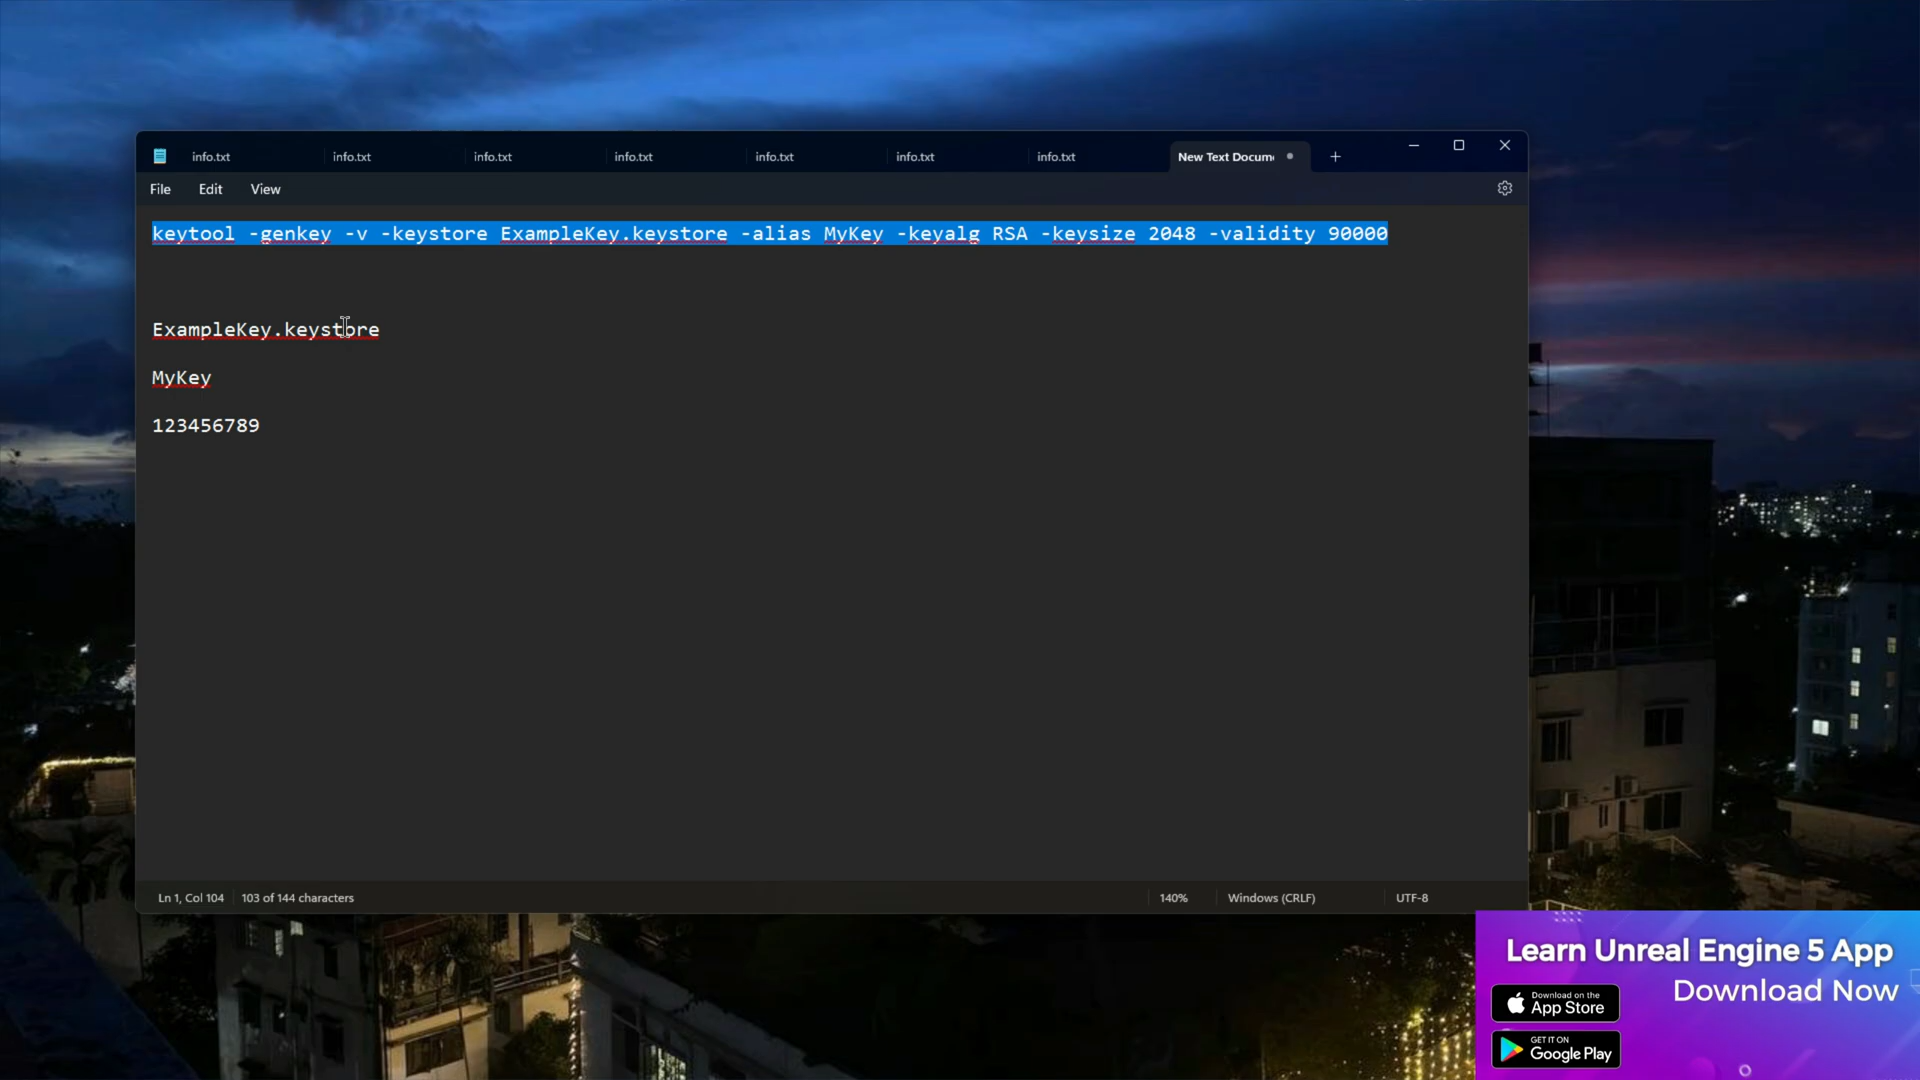 info.txt info.txt info.txt info.txt info.txt info.txt info.txt New Text Docum
File Edit View
keytool -genkey -v -keystore ExampleKey.keystore -alias MyKey -keyalg RSA -keysize 2048 -validity 90000
ExampleKey.keystore
MyKey
123456789
Ln 1, Col 104 103 of 144 characters 140% Windows (CRLF) UTF-8
Learn Unreal Engine 5 App
Download Now
Download on the
App Store
GET IT ON
Google Play